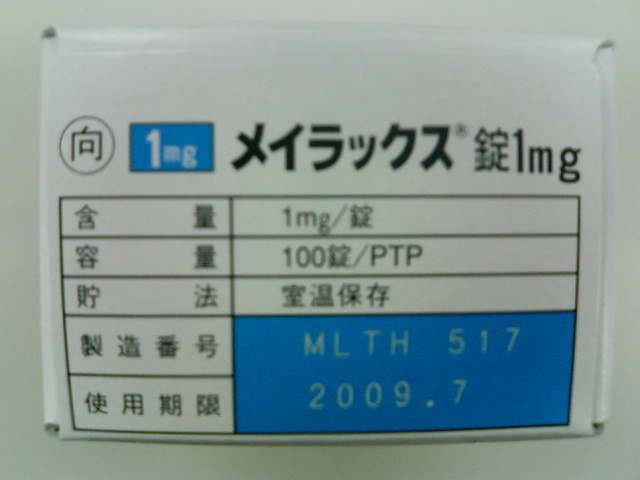 向 1mg メイラックス® 錠1mg
含量 1mg/錠
容量 100錠/PTP
貯法 室温保存
製造番号 MLTH 517
使用期限 2009.7